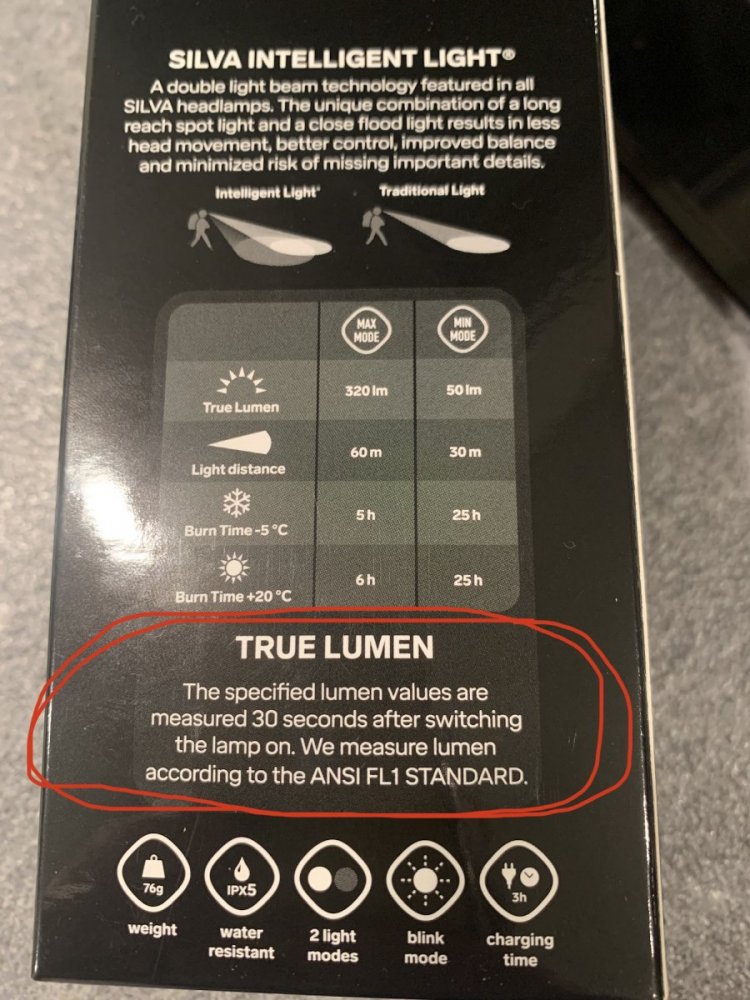 SILVA INTELLIGENT LIGHT®
A double light beam technology featured in all
SILVA headlamps. The unique combination of a long
reach spot light and a close flood light results in less
head movement, better control, improved balance
and minimized risk of missing important details.
Intelligent Light® Traditional Light
MAX MODE MIN MODE
True Lumen 320 lm 50 lm
Light distance 60 m 30 m
Burn Time -5 °C 5 h 25 h
Burn Time +20 °C 6 h 25 h
TRUE LUMEN
The specified lumen values are
measured 30 seconds after switching
the lamp on. We measure lumen
according to the ANSI FL1 STANDARD.
76g IPX5 3h
weight water resistant 2 light modes blink mode charging time